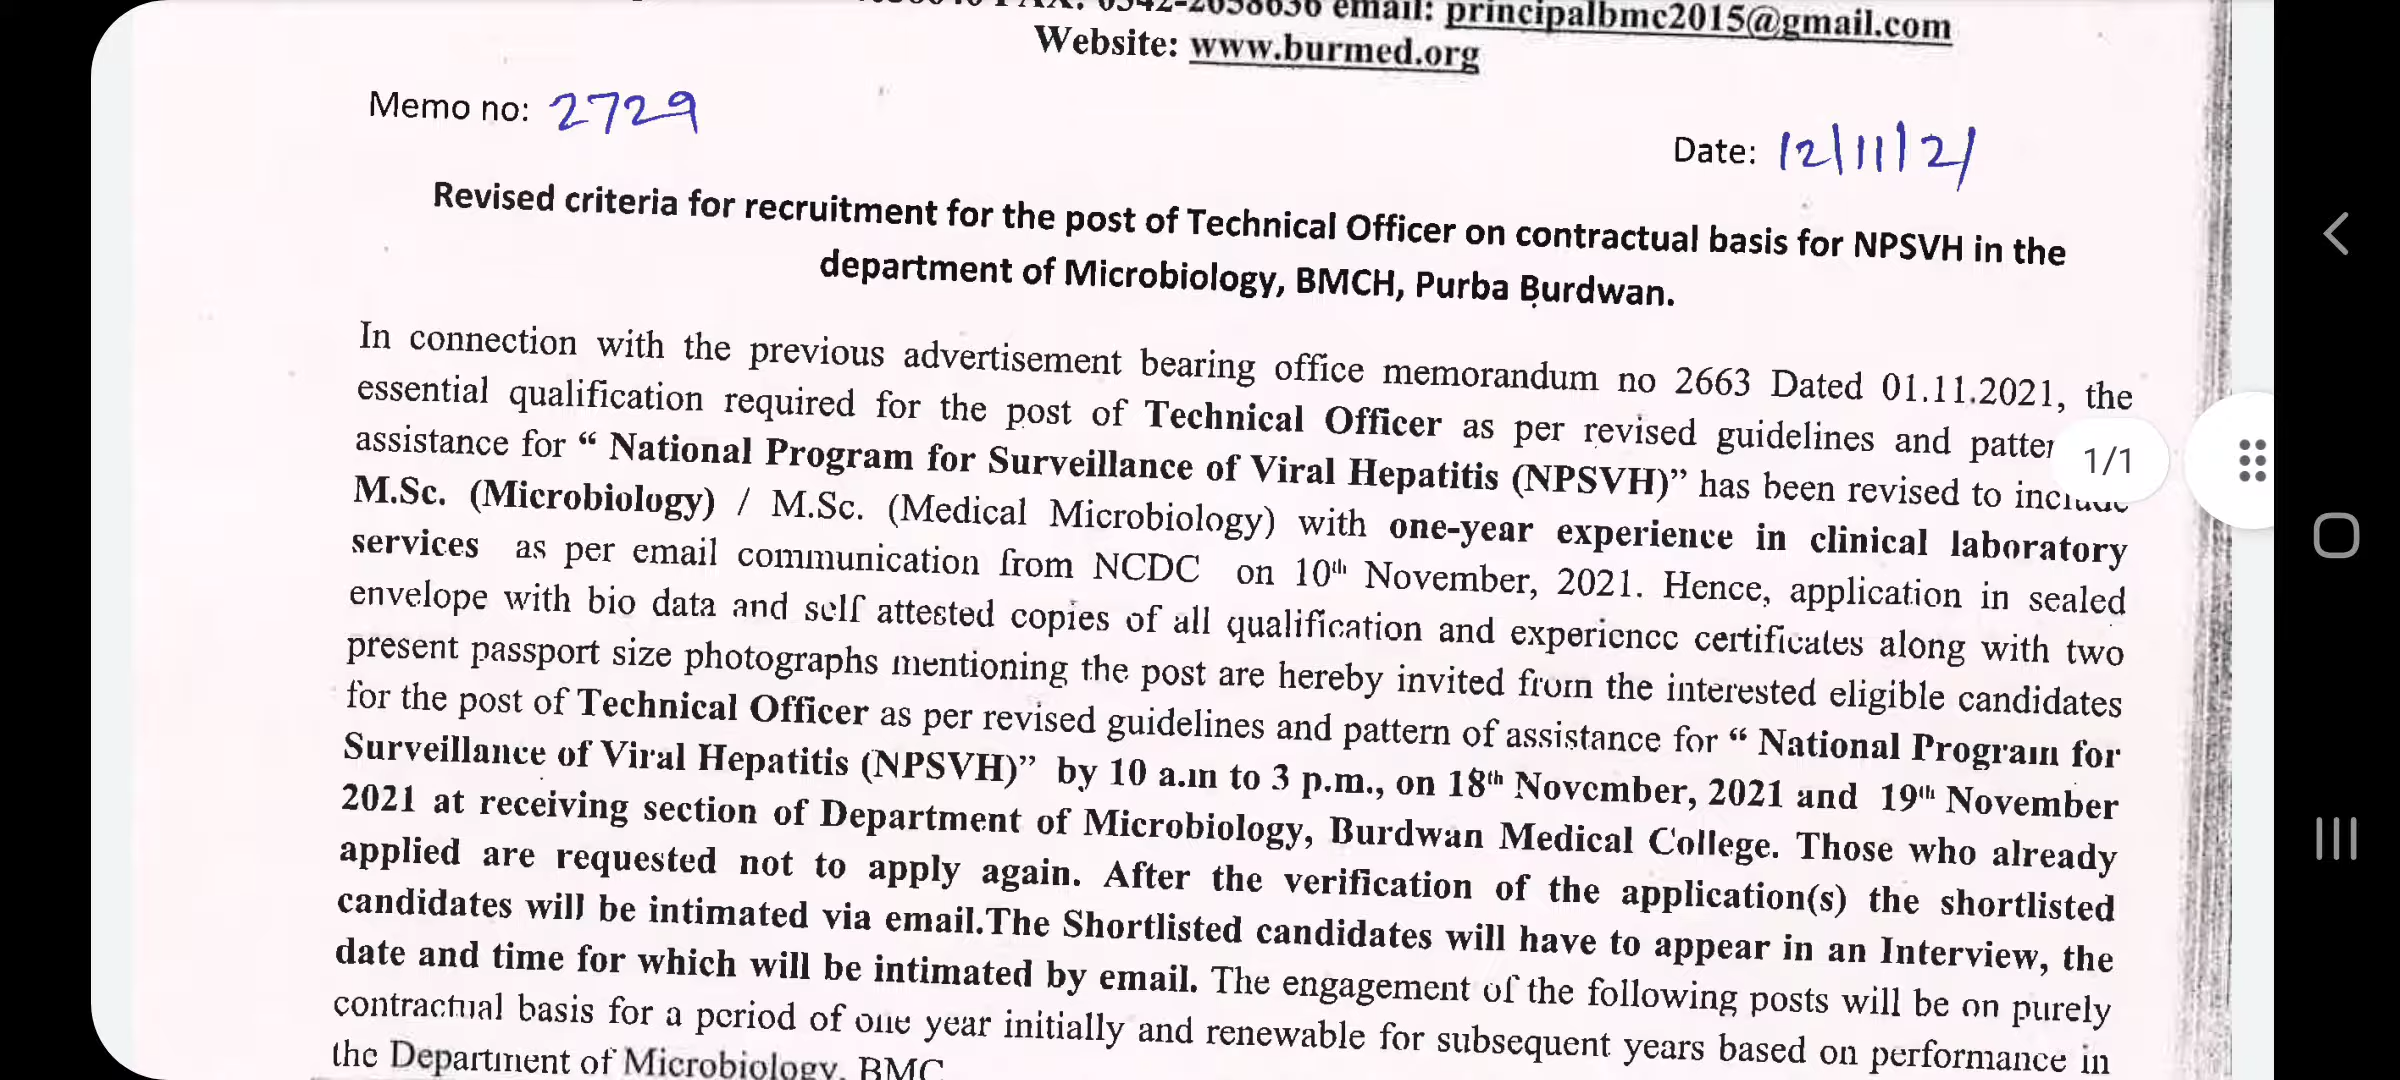 FAX: 0342-2658636 email: principalbmc2015@gmail.com
Website: www.burmed.org
Memo no: 2729
Date: 12/11/21
Revised criteria for recruitment for the post of Technical Officer on contractual basis for NPSVH in the
department of Microbiology, BMCH, Purba Burdwan.
In connection with the previous advertisement bearing office memorandum no 2663 Dated 01.11.2021, the
essential qualification required for the post of Technical Officer as per revised guidelines and patter
1/1
assistance for “ National Program for Surveillance of Viral Hepatitis (NPSVH)” has been revised to include
M.Sc. (Microbiology) / M.Sc. (Medical Microbiology) with one-year experience in clinical laboratory
services as per email communication from NCDC on 10th November, 2021. Hence, application in sealed
envelope with bio data and self attested copies of all qualification and experience certificates along with two
present passport size photographs mentioning the post are hereby invited from the interested eligible candidates
for the post of Technical Officer as per revised guidelines and pattern of assistance for “ National Program for
Surveillance of Viral Hepatitis (NPSVH)” by 10 a.m to 3 p.m., on 18th November, 2021 and 19th November
2021 at receiving section of Department of Microbiology, Burdwan Medical College. Those who already
applied are requested not to apply again. After the verification of the application(s) the shortlisted
candidates will be intimated via email.The Shortlisted candidates will have to appear in an Interview, the
date and time for which will be intimated by email. The engagement of the following posts will be on purely
contractual basis for a period of one year initially and renewable for subsequent years based on performance in
the Department of Microbiology, BMC